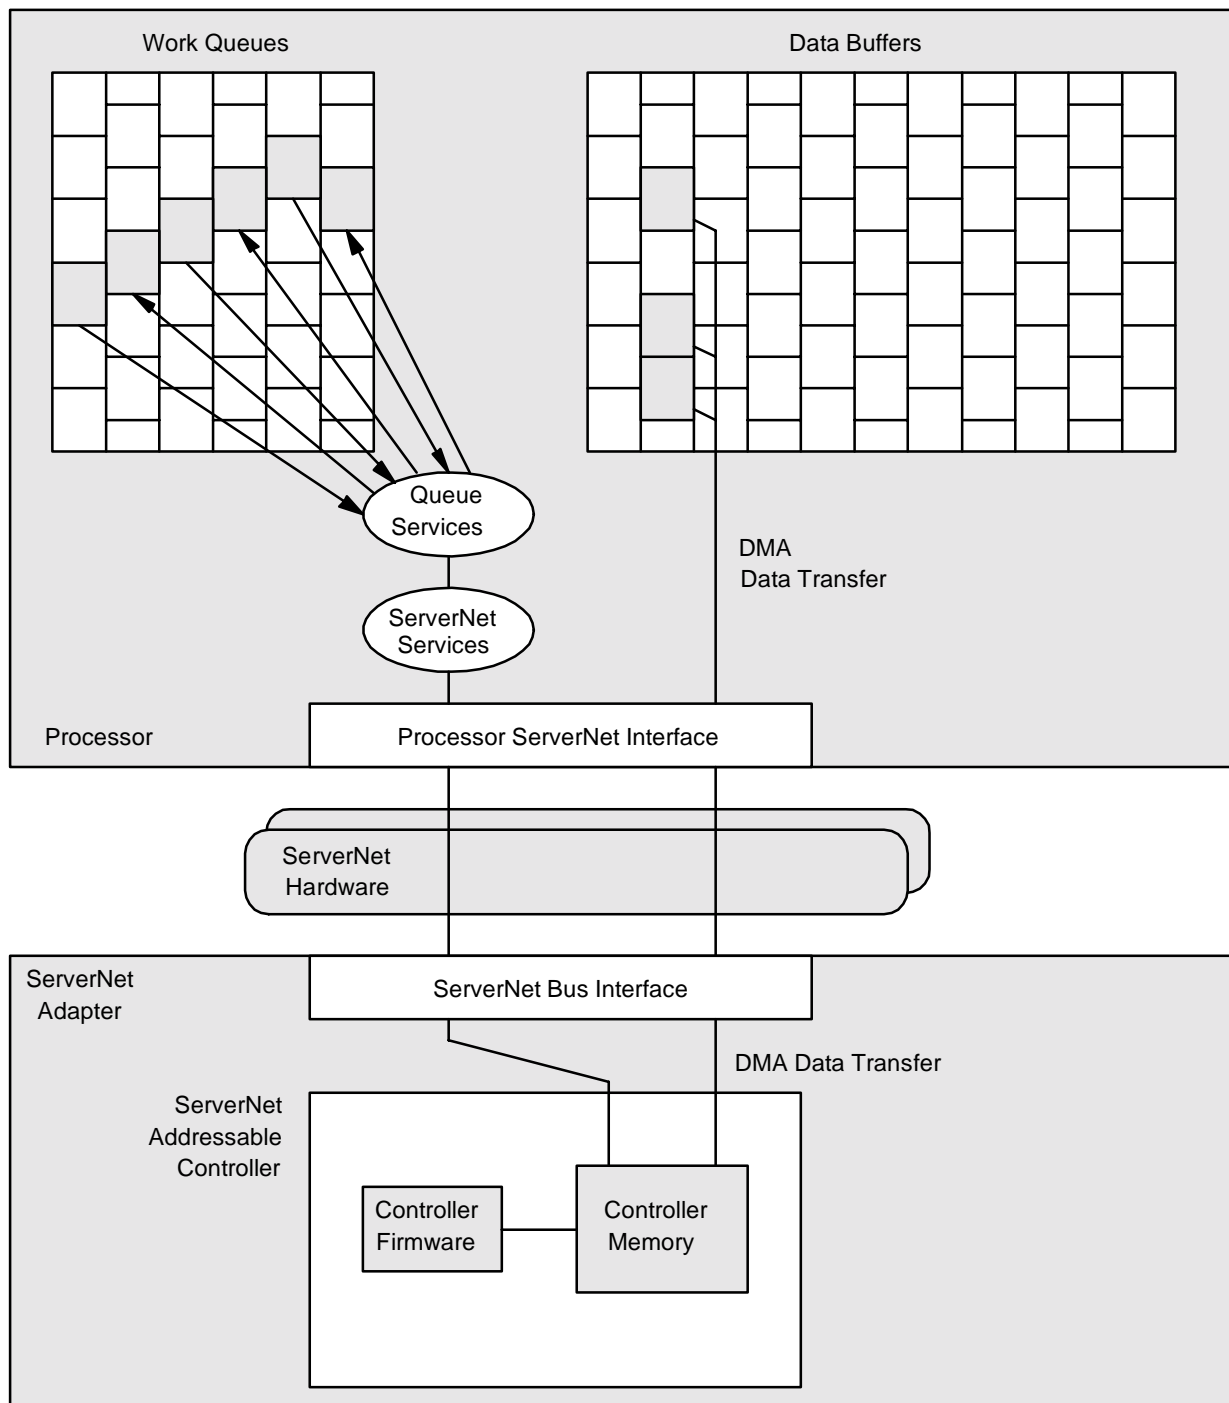 Work Queues
Data Buffers
Queue
Services
DMA
Data Transfer
ServerNet
Services
Processor
Processor ServerNet Interface
ServerNet
Hardware
ServerNet
Adapter
ServerNet Bus Interface
DMA Data Transfer
ServerNet
Addressable
Controller
Controller
Firmware
Controller
Memory